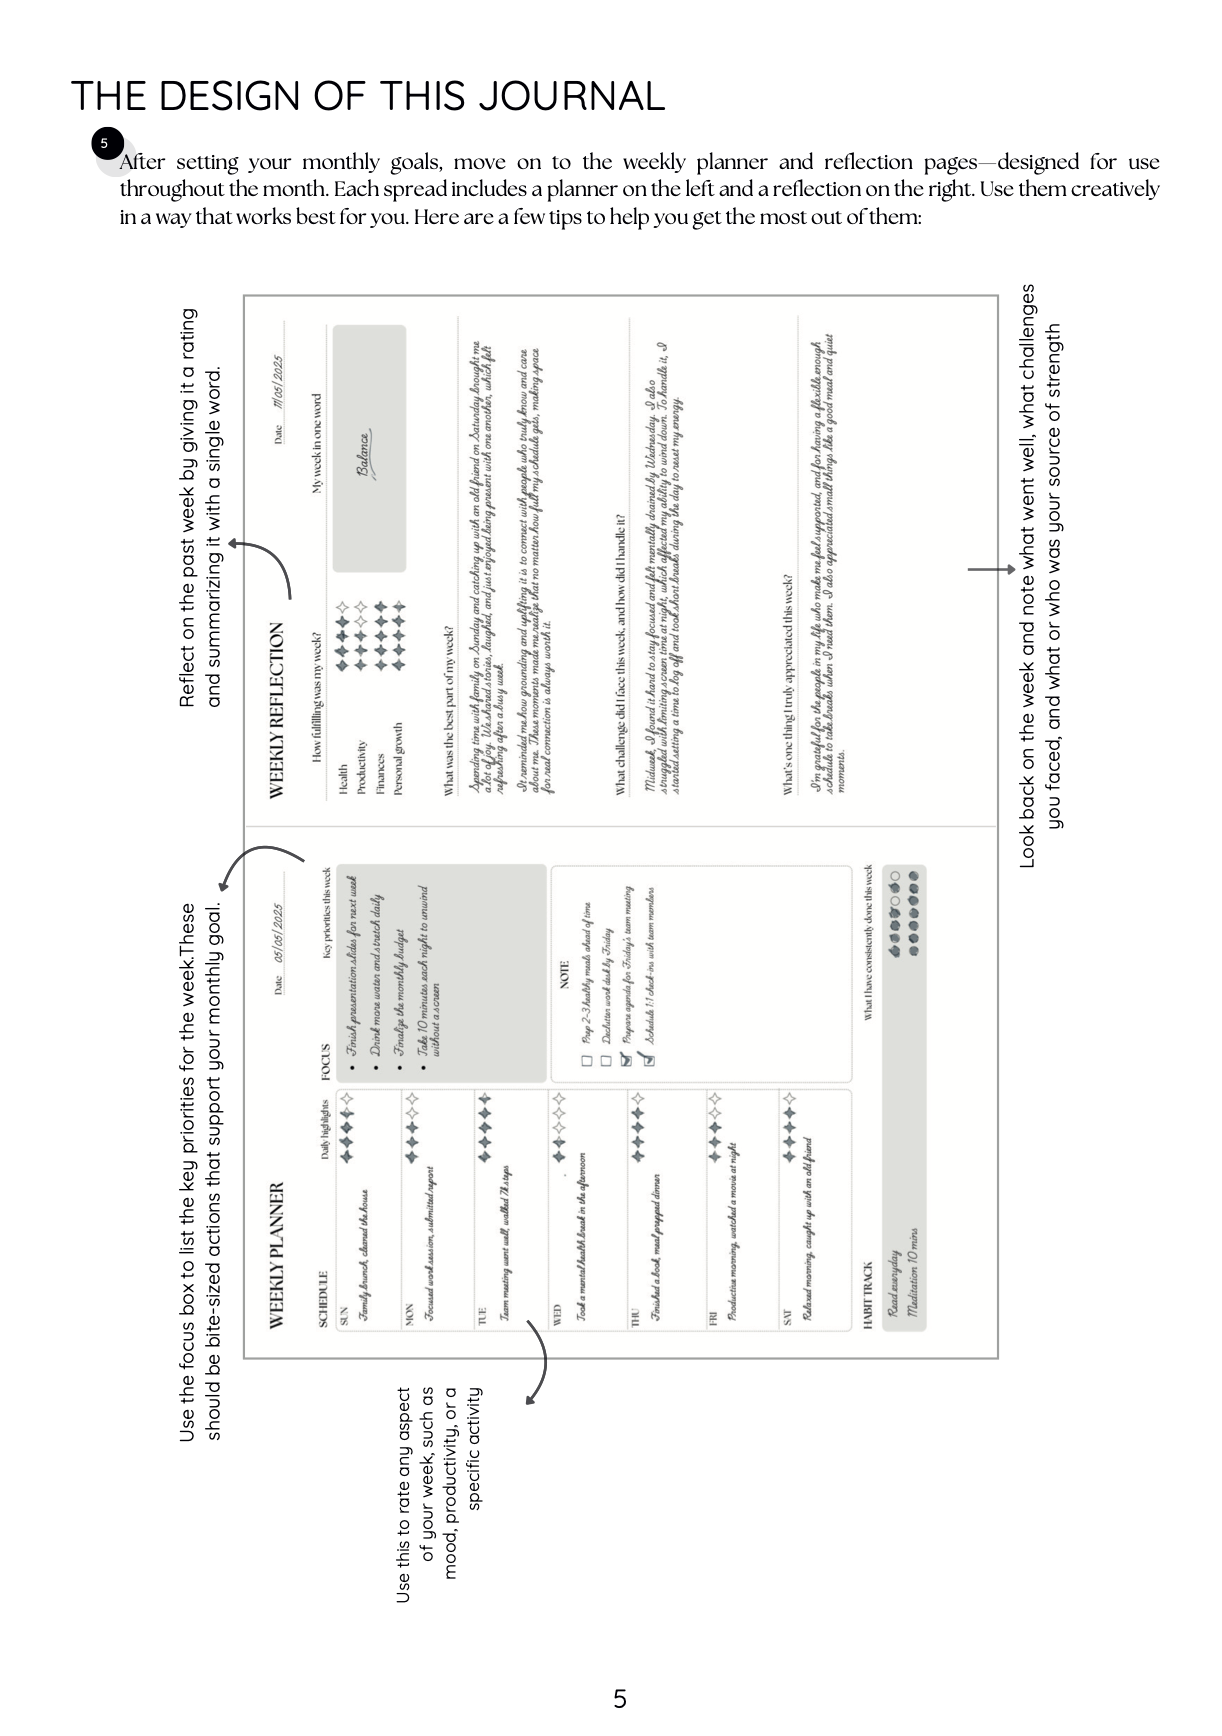 THE DESIGN OF THIS JOURNAL
5
After setting your monthly goals, move on to the weekly planner and reflection pages—designed for use
throughout the month. Each spread includes a planner on the left and a reflection on the right. Use them creatively
in a way that works best for you. Here are a few tips to help you get the most out of them:
Use the focus box to list the key priorities for the week.These
should be bite-sized actions that support your monthly goal.
Reflect on the past week by giving it a rating
and summarizing it with a single word.
WEEKLY PLANNER
Date 05/05/2025
SCHEDULE
Daily highlights
SUN
Family brunch, cleaned the house
MON
Focused work session, submitted report
TUE
Team meeting went well, walked 7k steps
WED
Took a mental health break in the afternoon
THU
Finished a book, meal prepped dinner
FRI
Productive morning, watched a movie at night
SAT
Relaxed morning, caught up with an old friend
FOCUS
Key priorities this week
• Finish presentation slides for next week
• Drink more water and stretch daily
• Finalize the monthly budget
• Take 10 minutes each night to unwind
without a screen
NOTE
Prep 2-3 healthy meals ahead of time
Declutter work desk by Friday
Prepare agenda for Friday's team meeting
Schedule 1:1 check-ins with team members
HABIT TRACK
What I have consistently done this week
Read everyday
Meditation 10 mins
WEEKLY REFLECTION
Date 11/05/2025
How fulfilling was my week?
My week in one word
Health
Productivity
Finances
Personal growth
Balance
What was the best part of my week?
Spending time with family on Sunday and catching up with an old friend on Saturday brought me
a lot of joy. We shared stories, laughed, and just enjoyed being present with one another, which felt
refreshing after a busy week.
It reminded me how grounding and uplifting it is to connect with people who truly know and care
about me. These moments made me realize that no matter how full my schedule gets, making space
for real connection is always worth it.
What challenge did I face this week, and how did I handle it?
Midweek, I found it hard to stay focused and felt mentally drained by Wednesday. I also
struggled with limiting screen time at night, which affected my ability to wind down. To handle it, I
started setting a time to log off and took short breaks during the day to reset my energy.
What's one thing I truly appreciated this week?
I'm grateful for the people in my life who make me feel supported, and for having a flexible enough
schedule to take breaks when I need them. I also appreciated small things like a good meal and quiet
moments.
Use this to rate any aspect
of your week, such as
mood, productivity, or a
specific activity
Look back on the week and note what went well, what challenges
you faced, and what or who was your source of strength
5